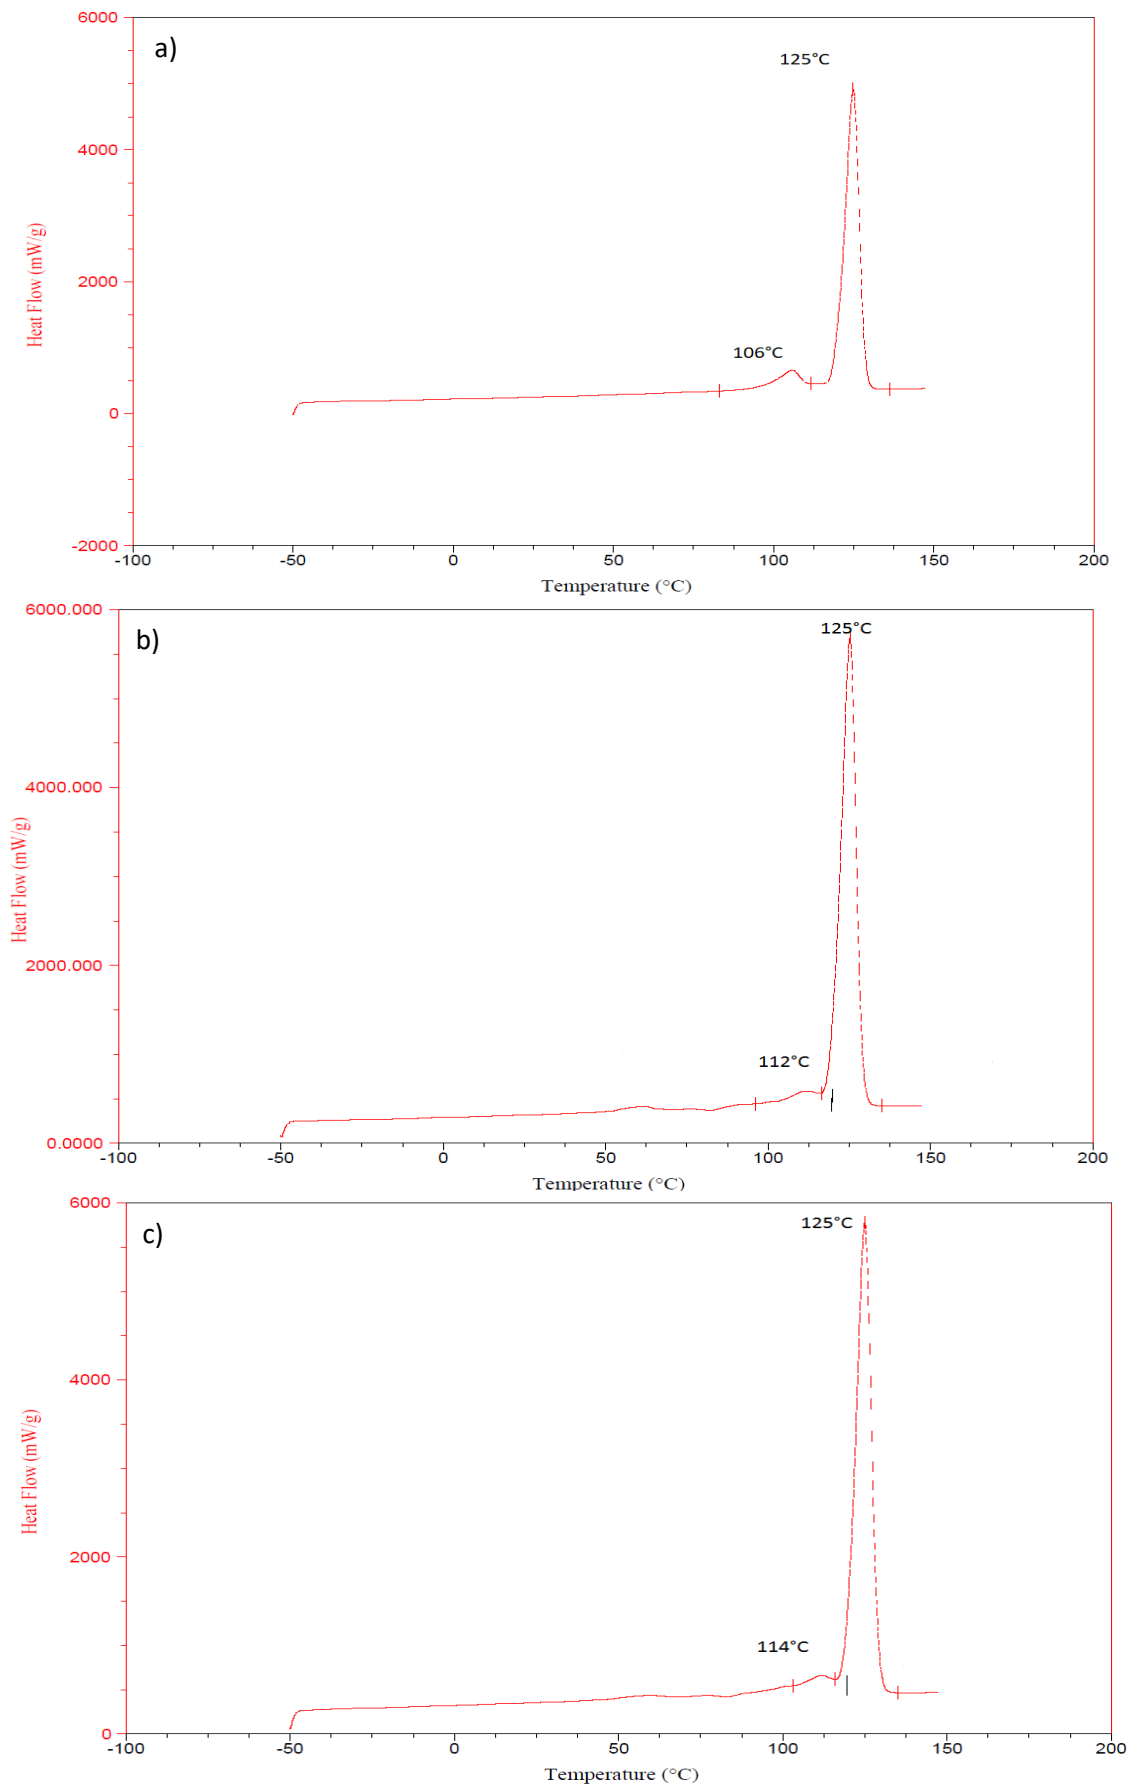 6000
a)
125°C
4000
Heat Flow (mW/g)
2000
106°C
0
-2000
-100 -50 0 50 100 150 200
Temperature (°C)
6000.000
b)
125°C
4000.000
Heat Flow (mW/g)
2000.000
112°C
0.0000
-100 -50 0 50 100 150 200
Temperature (°C)
6000
c)
125°C
4000
Heat Flow (mW/g)
2000
114°C
0
-100 -50 0 50 100 150 200
Temperature (°C)